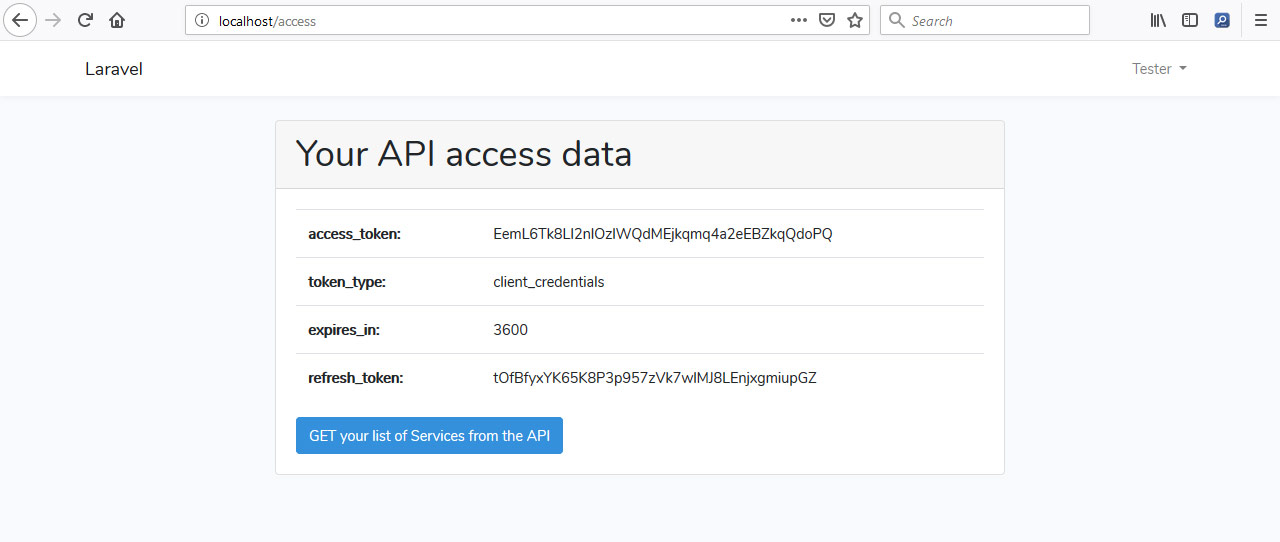 localhost/access
Search
Laravel
Tester
Your API access data
access_token: EemL6Tk8LI2nIOzIWQdMEjkqmq4a2eEBZkqQdoPQ
token_type: client_credentials
expires_in: 3600
refresh_token: tOfBfyxYK65K8P3p957zVk7wIMJ8LEnjxgmiupGZ
GET your list of Services from the API